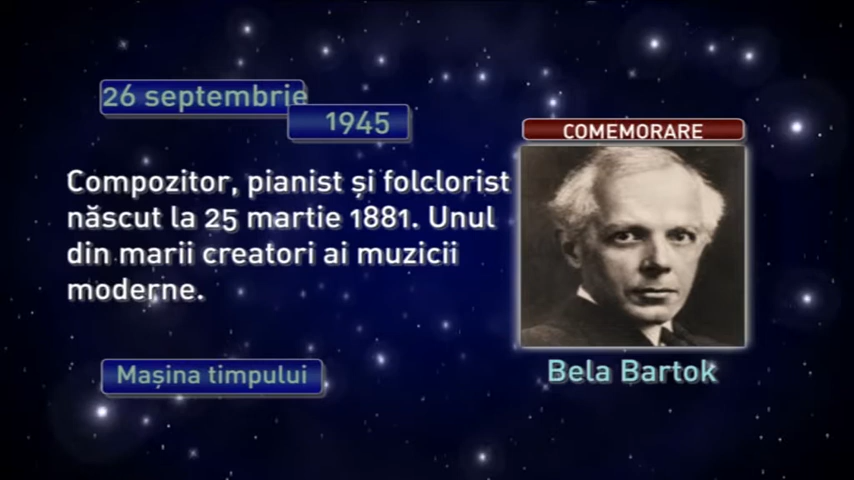 26 septembrie
1945
COMEMORARE
Compozitor, pianist și folclorist
născut la 25 martie 1881. Unul
din marii creatori ai muzicii
moderne.
Bela Bartok
Mașina timpului